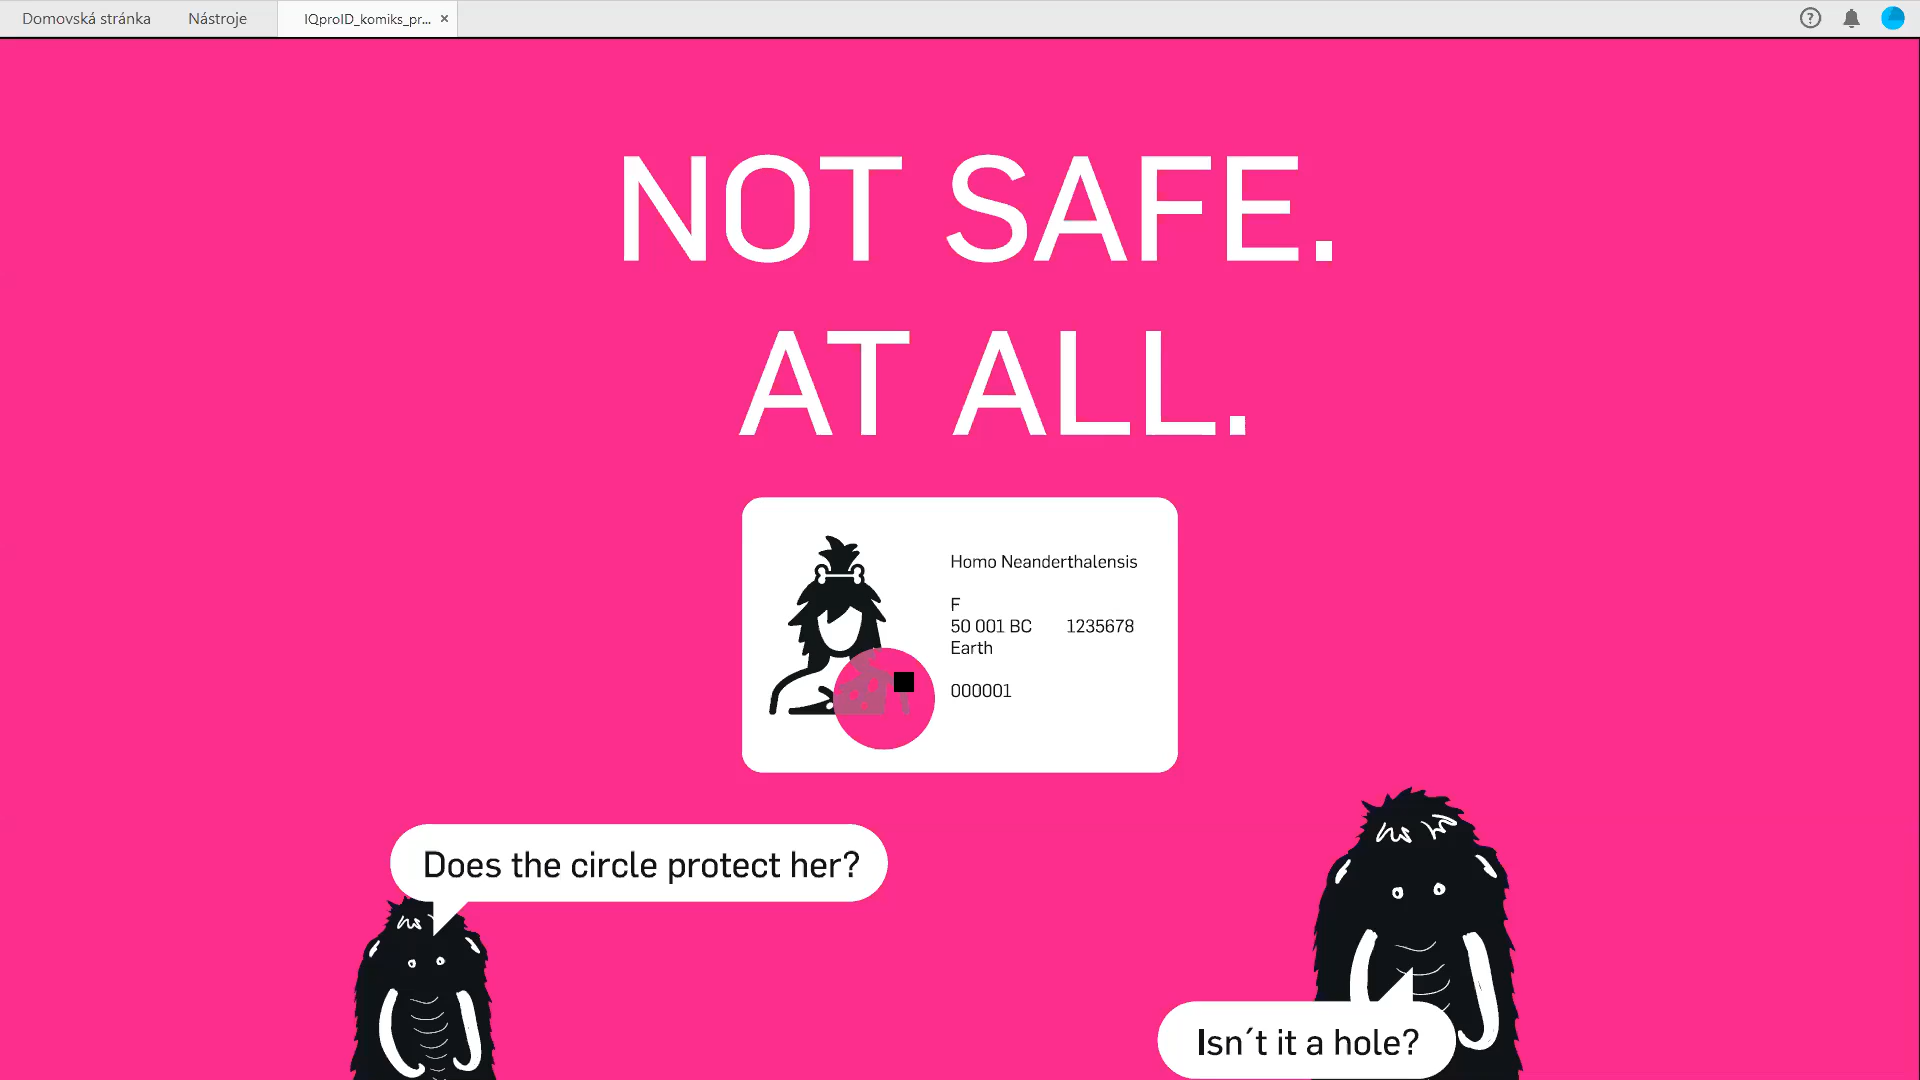 Domovská stránka
Nástroje
IQproID_komiks_pr...
NOT SAFE.
AT ALL.
Homo Neanderthalensis
F
50 001 BC 1235678
Earth
000001
Does the circle protect her?
Isn´t it a hole?